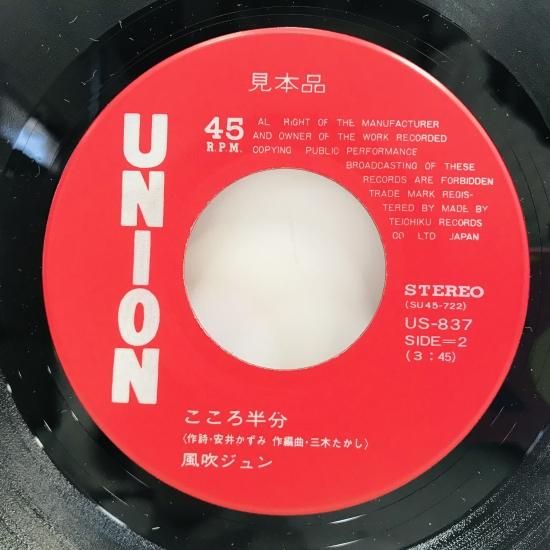 見本品
UNION
45
R.P.M.
AL RiGHT OF THE MANUFACTURER
AND OWNER OF THE WORK RECORDED
COPYING PUBLIC PERFORMANCE
BROADCASTING OF THESE
RECORDS ARE FORBIDDEN
TRADE MARK REGIS-
TERED BY MADE BY
TEICHIKU RECORDS
CO LTD JAPAN
STEREO
(SU45-722)
US-837
SIDE=2
(3:45)
こころ半分
〈作詩・安井かずみ 作編曲・三木たかし〉
風吹ジュン